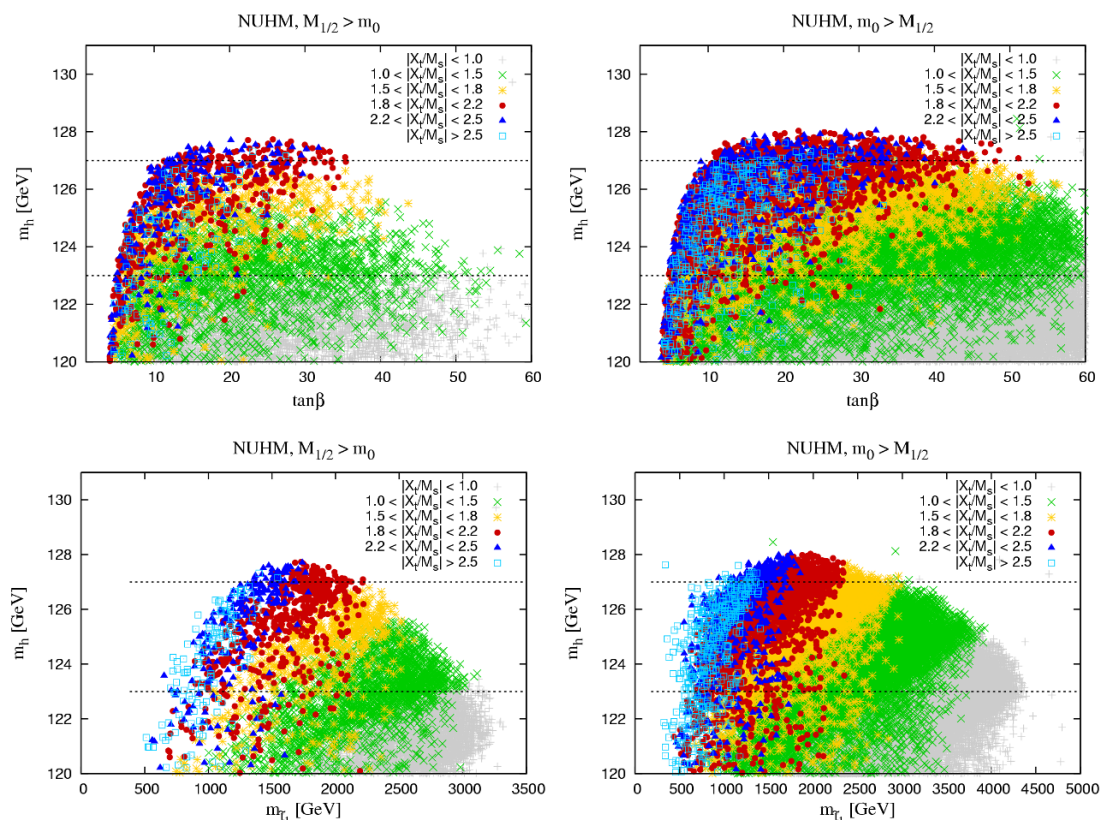 NUHM, M1/2 > m0
NUHM, m0 > M1/2
130
128
126
124
122
120
mh [GeV]
|Xt/Ms| < 1.0
1.0 < |Xt/Ms| < 1.5
1.5 < |Xt/Ms| < 1.8
1.8 < |Xt/Ms| < 2.2
2.2 < |Xt/Ms| < 2.5
|Xt/Ms| > 2.5
10 20 30 40 50 60
tanβ
130
128
126
124
122
120
mh [GeV]
|Xt/Ms| < 1.0
1.0 < |Xt/Ms| < 1.5
1.5 < |Xt/Ms| < 1.8
1.8 < |Xt/Ms| < 2.2
2.2 < |Xt/Ms| < 2.5
|Xt/Ms| > 2.5
10 20 30 40 50 60
tanβ
NUHM, M1/2 > m0
NUHM, m0 > M1/2
130
128
126
124
122
120
mh [GeV]
|Xt/Ms| < 1.0
1.0 < |Xt/Ms| < 1.5
1.5 < |Xt/Ms| < 1.8
1.8 < |Xt/Ms| < 2.2
2.2 < |Xt/Ms| < 2.5
|Xt/Ms| > 2.5
0 500 1000 1500 2000 2500 3000 3500
[GeV]
130
128
126
124
122
120
mh [GeV]
|Xt/Ms| < 1.0
1.0 < |Xt/Ms| < 1.5
1.5 < |Xt/Ms| < 1.8
1.8 < |Xt/Ms| < 2.2
2.2 < |Xt/Ms| < 2.5
|Xt/Ms| > 2.5
0 500 1000 1500 2000 2500 3000 3500 4000 4500 5000
[GeV]